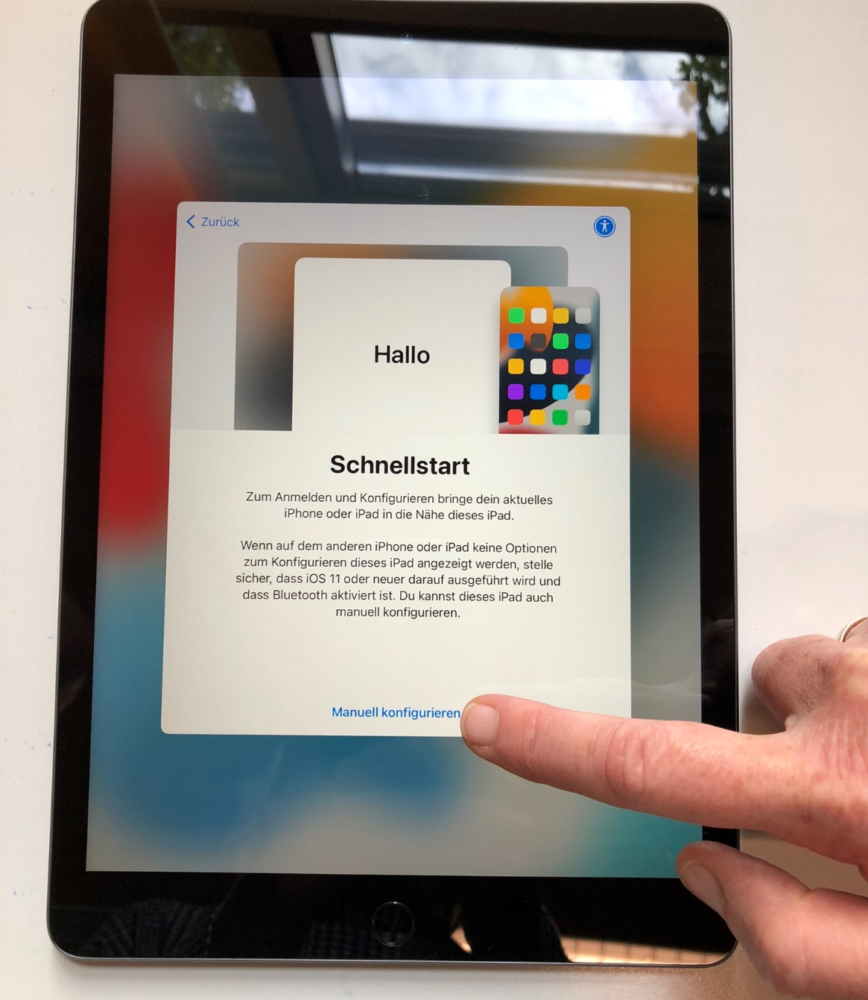 Zurück
Hallo
Schnellstart
Zum Anmelden und Konfigurieren bringe dein aktuelles
iPhone oder iPad in die Nähe dieses iPad.
Wenn auf dem anderen iPhone oder iPad keine Optionen
zum Konfigurieren dieses iPad angezeigt werden, stelle
sicher, dass iOS 11 oder neuer darauf ausgeführt wird und
dass Bluetooth aktiviert ist. Du kannst dieses iPad auch
manuell konfigurieren.
Manuell konfigurieren